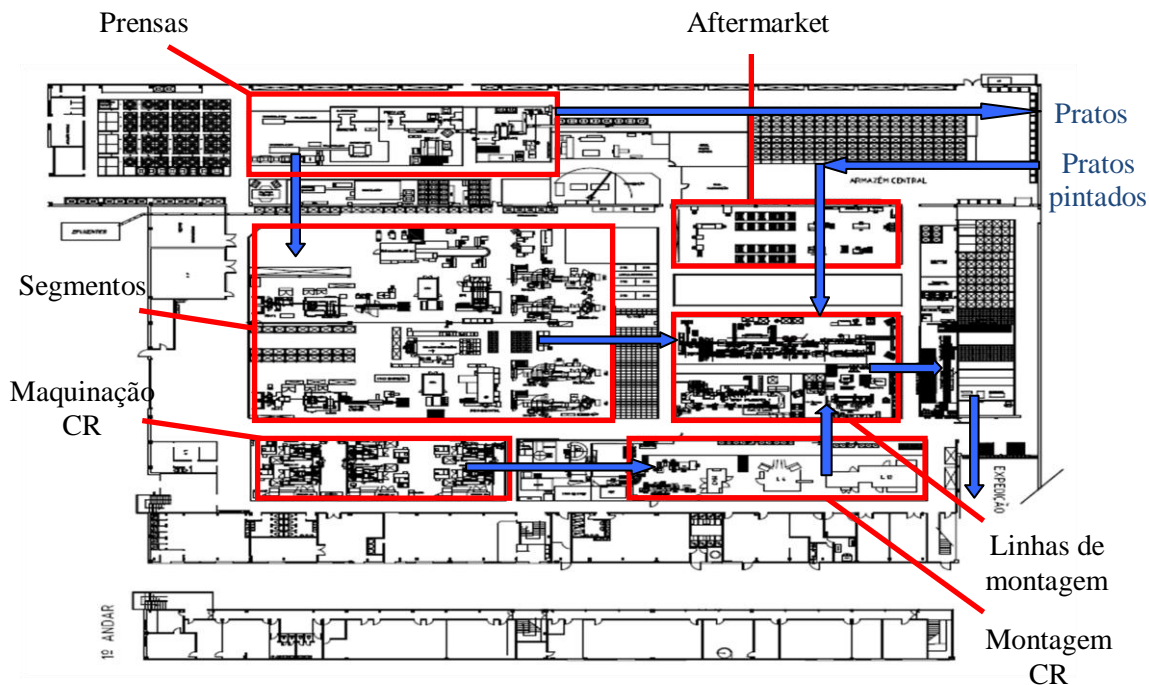 Prensas
Aftermarket
Pratos
Pratos
pintados
ARMAZÉM CENTRAL
Segmentos
Maquinação
CR
EXPEDIÇÃO
Linhas de
montagem
Montagem
CR
1º ANDAR